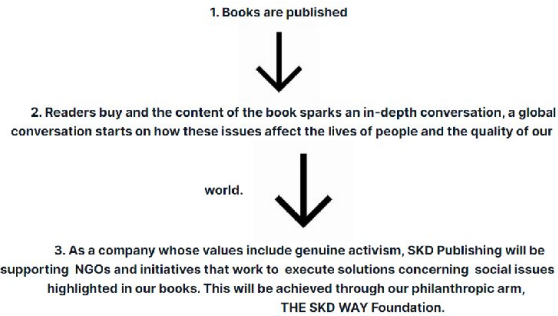 1. Books are published
2. Readers buy and the content of the book sparks an in-depth conversation, a global
conversation starts on how these issues affect the lives of people and the quality of our
world.
3. As a company whose values include genuine activism, SKD Publishing will be
supporting NGOs and initiatives that work to execute solutions concerning social issues
highlighted in our books. This will be achieved through our philanthropic arm,
THE SKD WAY Foundation.